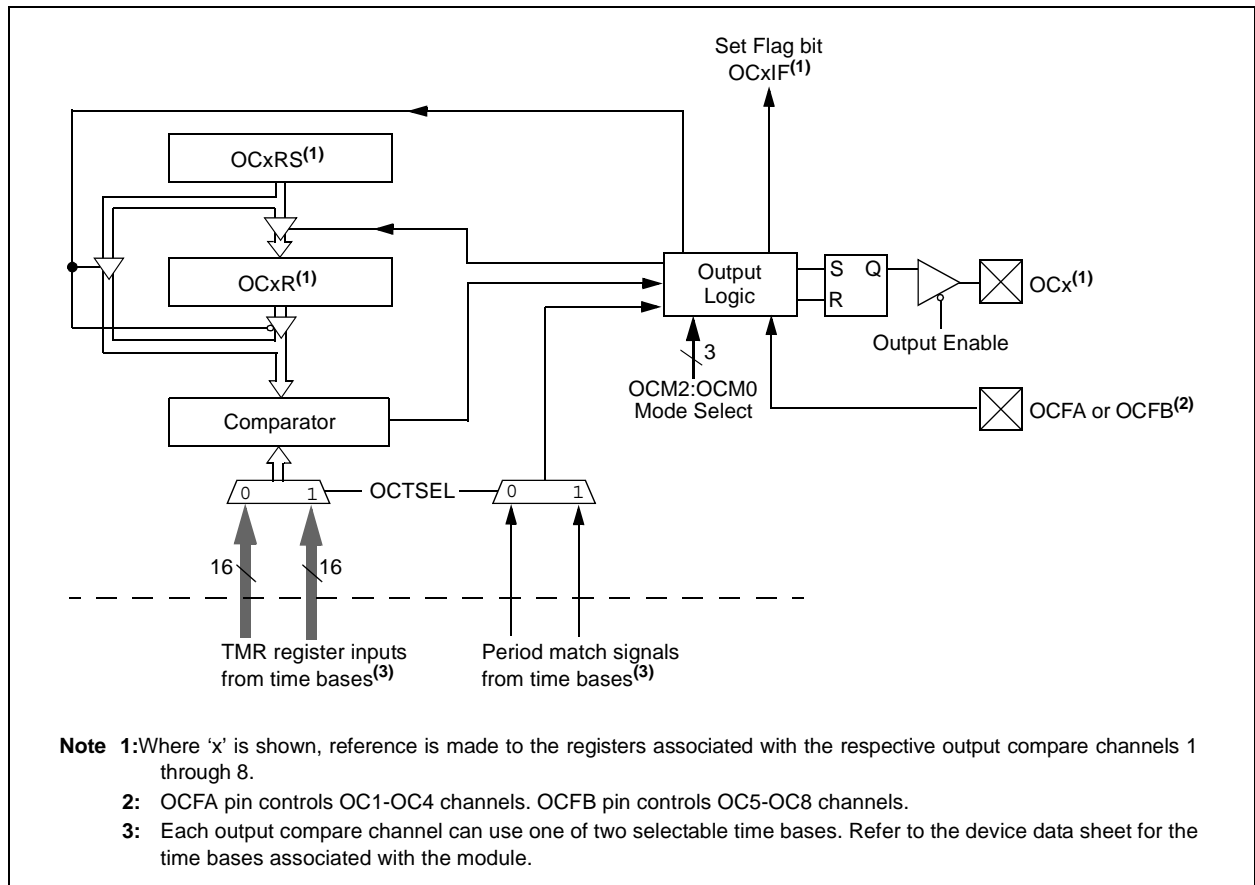 Set Flag bit
OCxIF(1)
OCxRS(1)
OCxR(1)
Output
Logic
S Q
R
OCx(1)
Output Enable
3
OCM2:OCM0
Mode Select
OCFA or OCFB(2)
Comparator
0 1
OCTSEL
0 1
16
16
TMR register inputs
from time bases(3)
Period match signals
from time bases(3)
Note 1:Where ‘x’ is shown, reference is made to the registers associated with the respective output compare channels 1
through 8.
2: OCFA pin controls OC1-OC4 channels. OCFB pin controls OC5-OC8 channels.
3: Each output compare channel can use one of two selectable time bases. Refer to the device data sheet for the
time bases associated with the module.